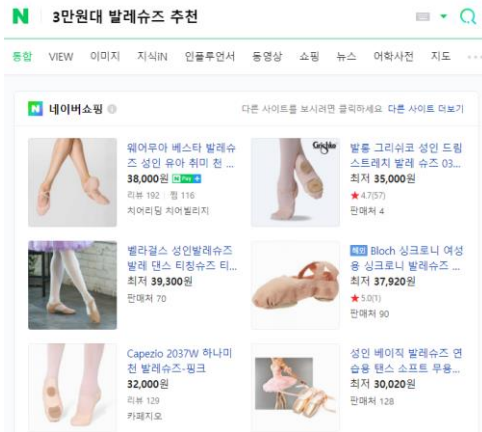 N 3만원대 발레슈즈 추천
통합 VIEW 이미지 지식iN 인플루언서 동영상 쇼핑 뉴스 어학사전 지도
N 네이버쇼핑
다른 사이트를 보시려면 클릭하세요 다른 사이트 더보기
웨어무아 베스타 발레슈
즈 성인 유아 취미 천 ...
38,000원 N Pay +
리뷰 192 찜 116
치어리딩 치어빌리지
Grishko
발롱 그리쉬코 성인 드림
스트레치 발레 슈즈 03...
최저 35,000원
★ 4.7(57)
판매처 4
벨라걸스 성인발레슈즈
발레 댄스 티칭슈즈 티...
최저 39,300원
판매처 70
해외 Bloch 싱크로니 여성
용 싱크로니 발레슈즈 ...
최저 37,920원
★ 5.0(1)
판매처 90
Capezio 2037W 하나미
천 발레슈즈-핑크
32,000원
리뷰 129
카페지오
성인 베이직 발레슈즈 연
습용 댄스 소프트 무용...
최저 30,020원
판매처 128